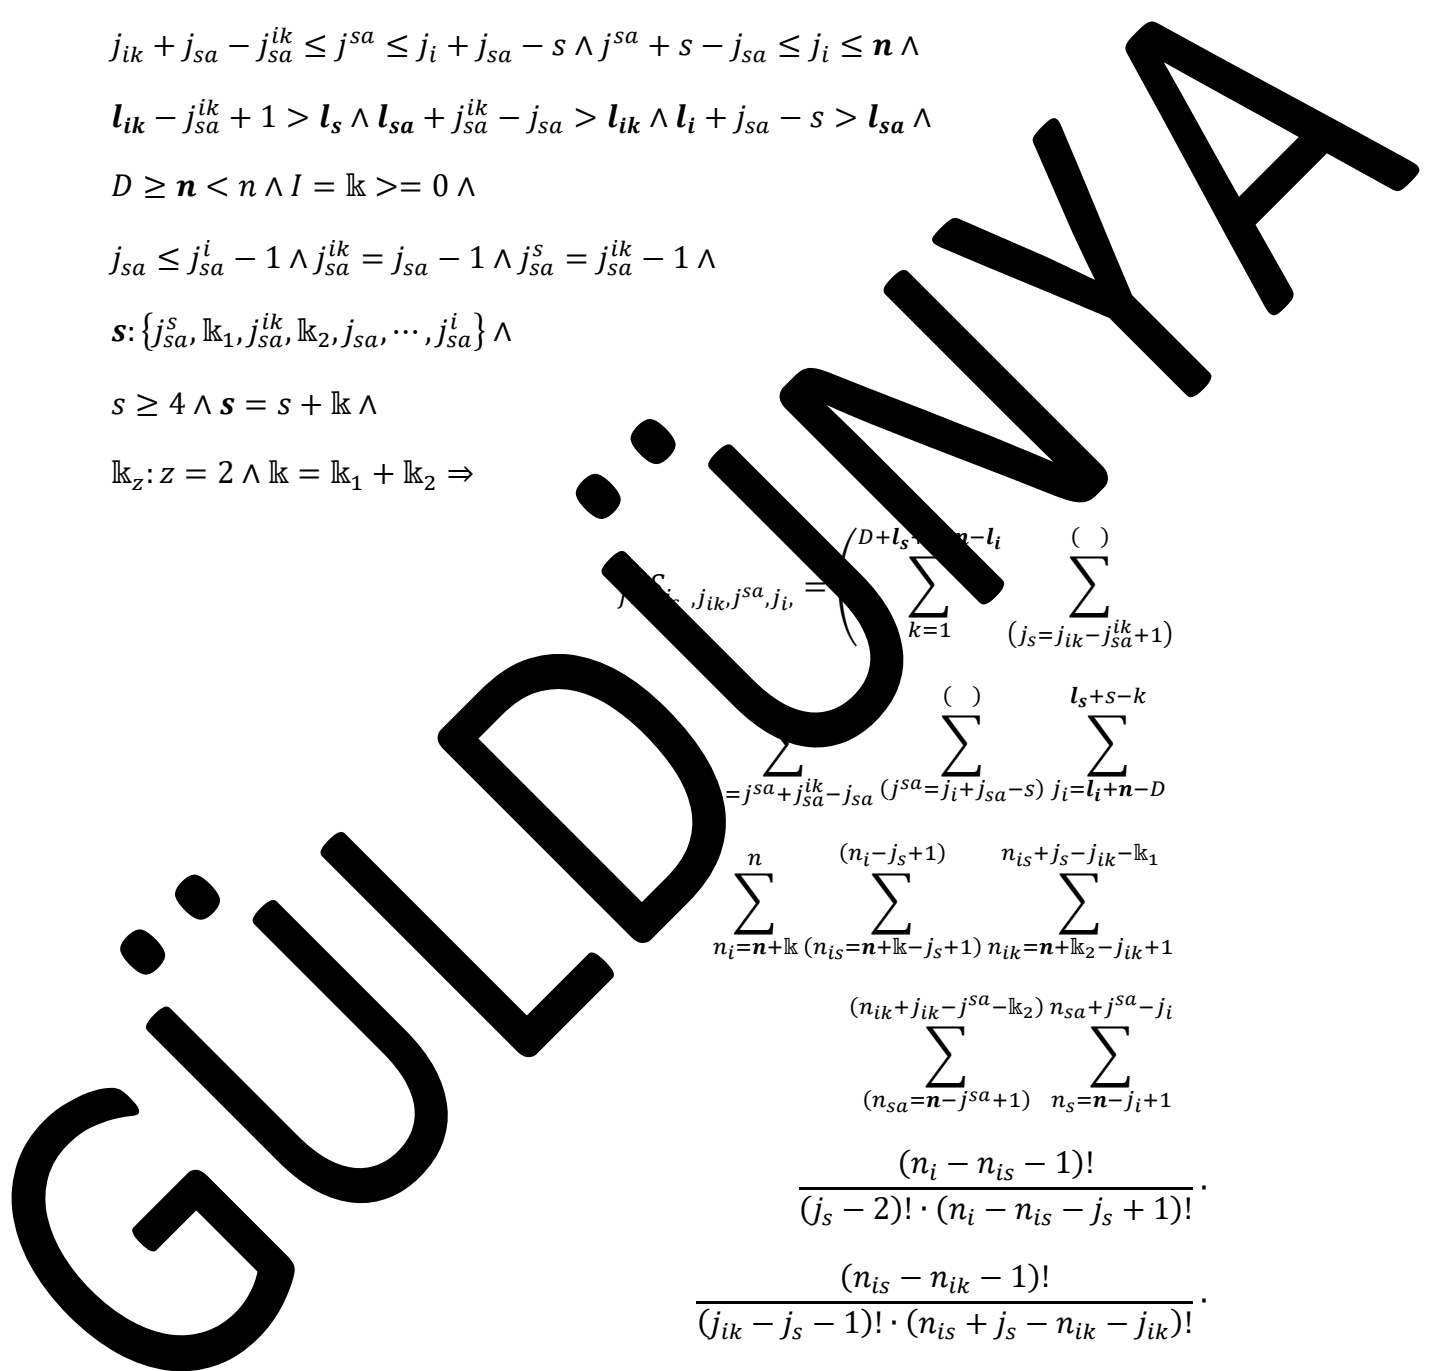 j_{ik} + j_{sa} − j_{sa}^{ik} ≤ j^{sa} ≤ j_i + j_{sa} − s ∧ j^{sa} + s − j_{sa} ≤ j_i ≤ n ∧
l_{ik} − j_{sa}^{ik} + 1 > l_s ∧ l_{sa} + j_{sa}^{ik} − j_{sa} > l_{ik} ∧ l_i + j_{sa} − s > l_{sa} ∧
D ≥ n < n ∧ I = 𝕜 >= 0 ∧
j_{sa} ≤ j_{sa}^{i} − 1 ∧ j_{sa}^{ik} = j_{sa} − 1 ∧ j_{sa}^{s} = j_{sa}^{ik} − 1 ∧
s: {j_{sa}^{s}, 𝕜_1, j_{sa}^{ik}, 𝕜_2, j_{sa}, ⋯ , j_{sa}^{i}} ∧
s ≥ 4 ∧ s = s + 𝕜 ∧
𝕜_z: z = 2 ∧ 𝕜 = 𝕜_1 + 𝕜_2 ⇒
,j_{ik},j^{sa},j_i, = ( ∑_{k=1} ∑_{(j_s=j_{ik}−j_{sa}^{ik}+1)}^{( )}
∑_{=j^{sa}+j_{sa}^{ik}−j_{sa}} ∑_{(j^{sa}=j_i+j_{sa}−s)}^{( )} ∑_{j_i=l_i+n−D}^{l_s+s−k}
∑_{n_i=n+𝕜}^{n} ∑_{(n_{is}=n+𝕜−j_s+1)}^{(n_i−j_s+1)} ∑_{n_{ik}=n+𝕜_2−j_{ik}+1}^{n_{is}+j_s−j_{ik}−𝕜_1}
∑_{(n_{sa}=n−j^{sa}+1)}^{(n_{ik}+j_{ik}−j^{sa}−𝕜_2)} ∑_{n_s=n−j_i+1}^{n_{sa}+j^{sa}−j_i}
\frac{(n_i − n_{is} − 1)!}{(j_s − 2)! · (n_i − n_{is} − j_s + 1)!} ·
\frac{(n_{is} − n_{ik} − 1)!}{(j_{ik} − j_s − 1)! · (n_{is} + j_s − n_{ik} − j_{ik})!} ·
GÜLDÜNYA